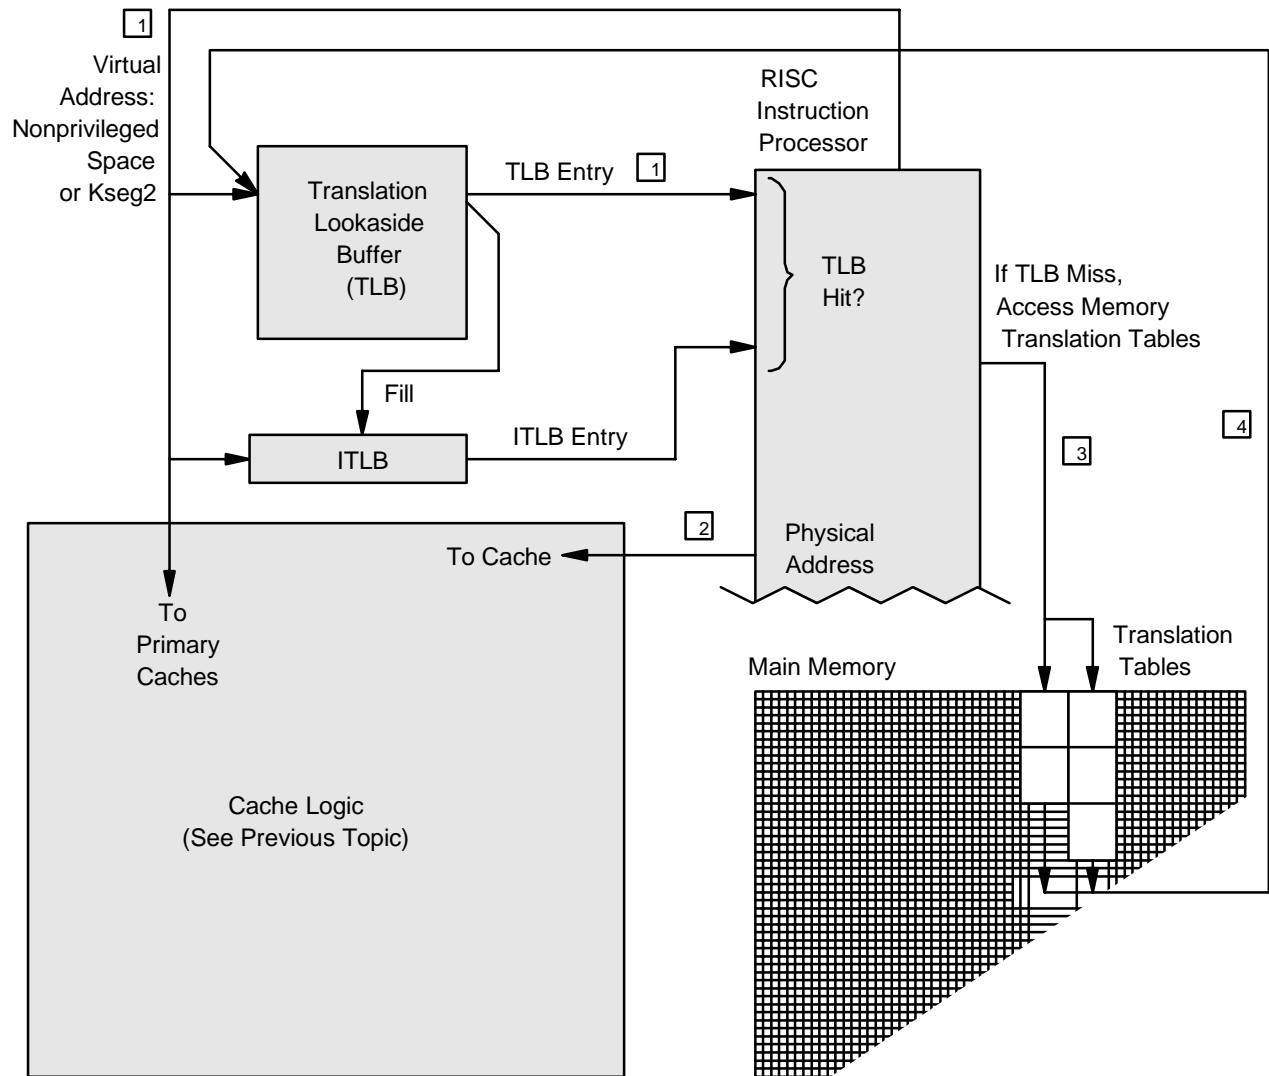 1
Virtual
Address:
Nonprivileged
Space
or Kseg2
Translation
Lookaside
Buffer
(TLB)
TLB Entry
1
RISC
Instruction
Processor
TLB
Hit?
If TLB Miss,
Access Memory
Translation Tables
Fill
ITLB
ITLB Entry
4
3
2
To Cache
Physical
Address
To
Primary
Caches
Main Memory
Translation
Tables
Cache Logic
(See Previous Topic)